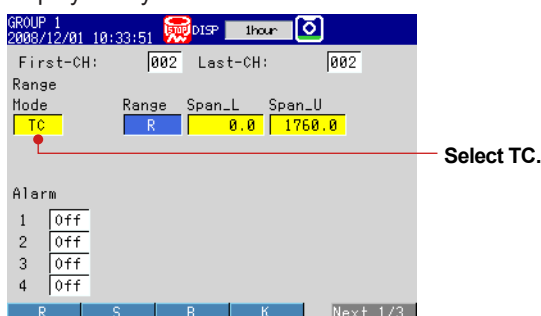 GROUP 1
2008/12/01 10:33:51 STOP DISP 1hour
First-CH: 002 Last-CH: 002
Range
Mode Range Span_L Span_U
TC R 0.0 1760.0
Select TC.
Alarm
1 Off
2 Off
3 Off
4 Off
R S B K Next 1/3